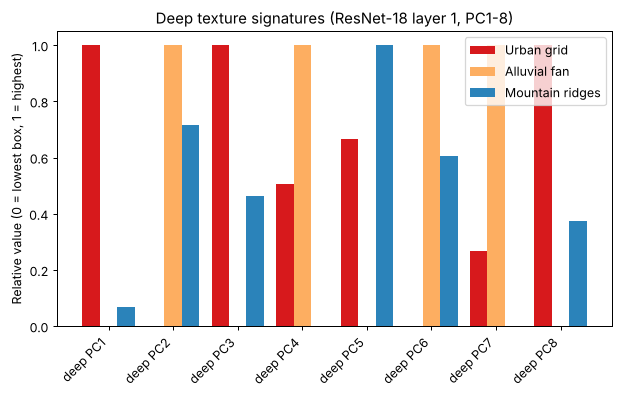 Deep texture signatures (ResNet-18 layer 1, PC1-8)
Relative value (0 = lowest box, 1 = highest)
1.0
0.8
0.6
0.4
0.2
0.0
Urban grid
Alluvial fan
Mountain ridges
deep PC1
deep PC2
deep PC3
deep PC4
deep PC5
deep PC6
deep PC7
deep PC8